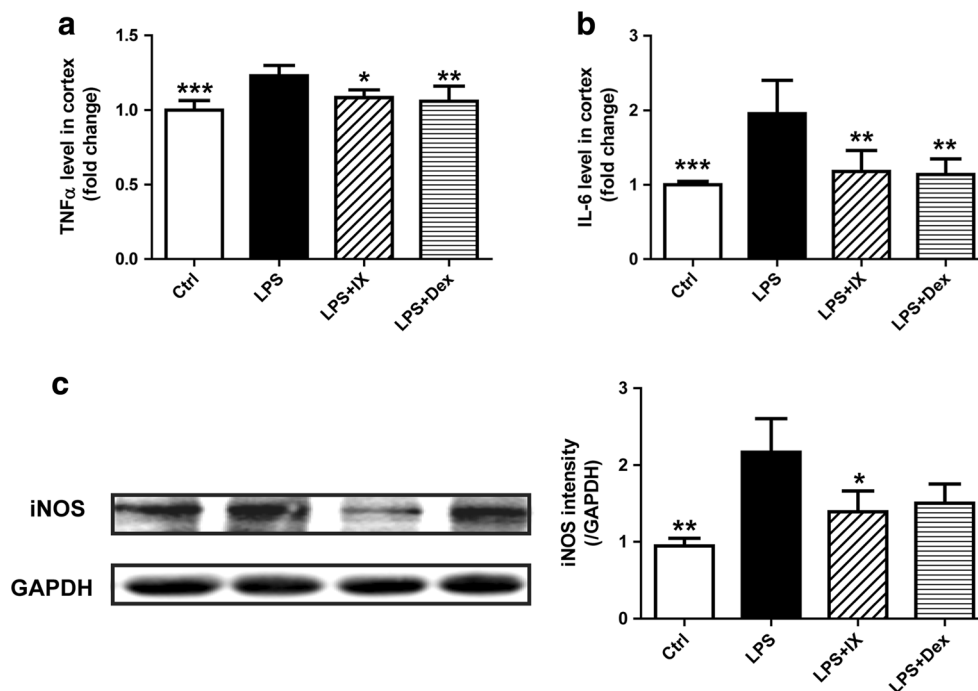 a
TNFα level in cortex
(fold change)
1.5
1.0
0.5
0.0
***
*
**
Ctrl
LPS
LPS+IX
LPS+Dex
b
IL-6 level in cortex
(fold change)
3
2
1
0
***
**
**
Ctrl
LPS
LPS+IX
LPS+Dex
c
iNOS
GAPDH
iNOS intensity
(/GAPDH)
3
2
1
0
**
*
Ctrl
LPS
LPS+IX
LPS+Dex